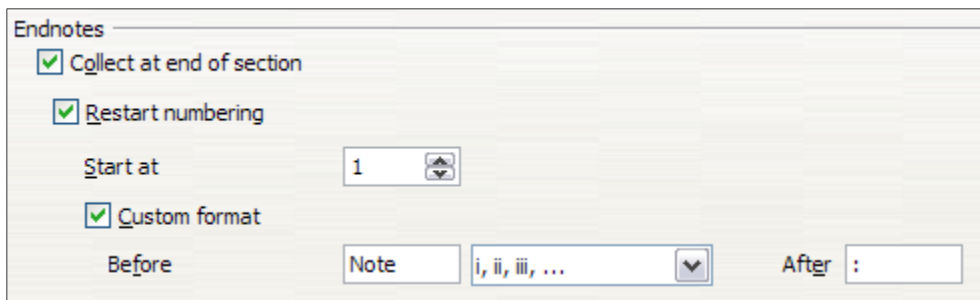 Endnotes
Collect at end of section
Restart numbering
Start at 1
Custom format
Before Note i, ii, iii, ... After :